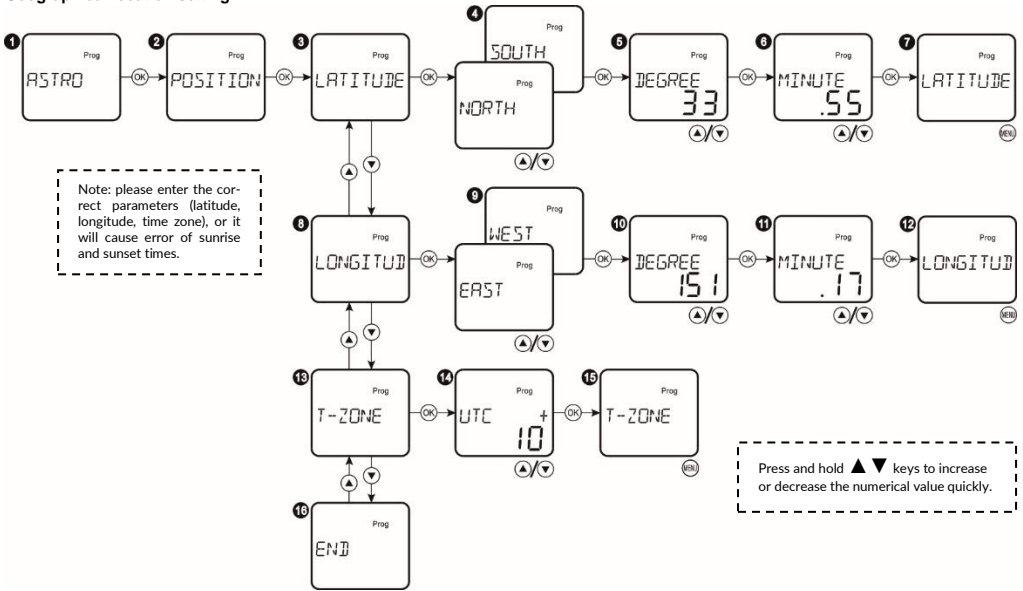 1
Prog
ASTRO
OK
2
Prog
POSITION
OK
3
Prog
LATITUDE
OK
4
Prog
SOUTH
NORTH
▲/▼
OK
5
Prog
DEGREE
33
▲/▼
OK
6
Prog
MINUTE
.55
▲/▼
OK
7
Prog
LATITUDE
MENU
▲
▼
Note: please enter the cor-
rect parameters (latitude,
longitude, time zone), or it
will cause error of sunrise
and sunset times.
8
Prog
LONGITUD
OK
9
Prog
WEST
Prog
EAST
▲/▼
OK
10
Prog
DEGREE
151
▲/▼
OK
11
Prog
MINUTE
.17
▲/▼
OK
12
Prog
LONGITUD
MENU
▲
▼
13
Prog
T-ZONE
OK
14
Prog
UTC +
10
▲/▼
OK
15
Prog
T-ZONE
MENU
▲
▼
16
Prog
END
Press and hold ▲ ▼ keys to increase
or decrease the numerical value quickly.